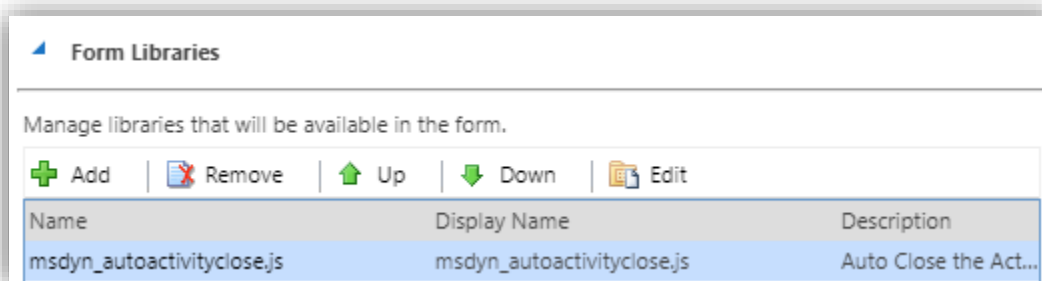 Form Libraries
Manage libraries that will be available in the form.
Add Remove Up Down Edit
Name Display Name Description
msdyn_autoactivityclose.js msdyn_autoactivityclose.js Auto Close the Act...